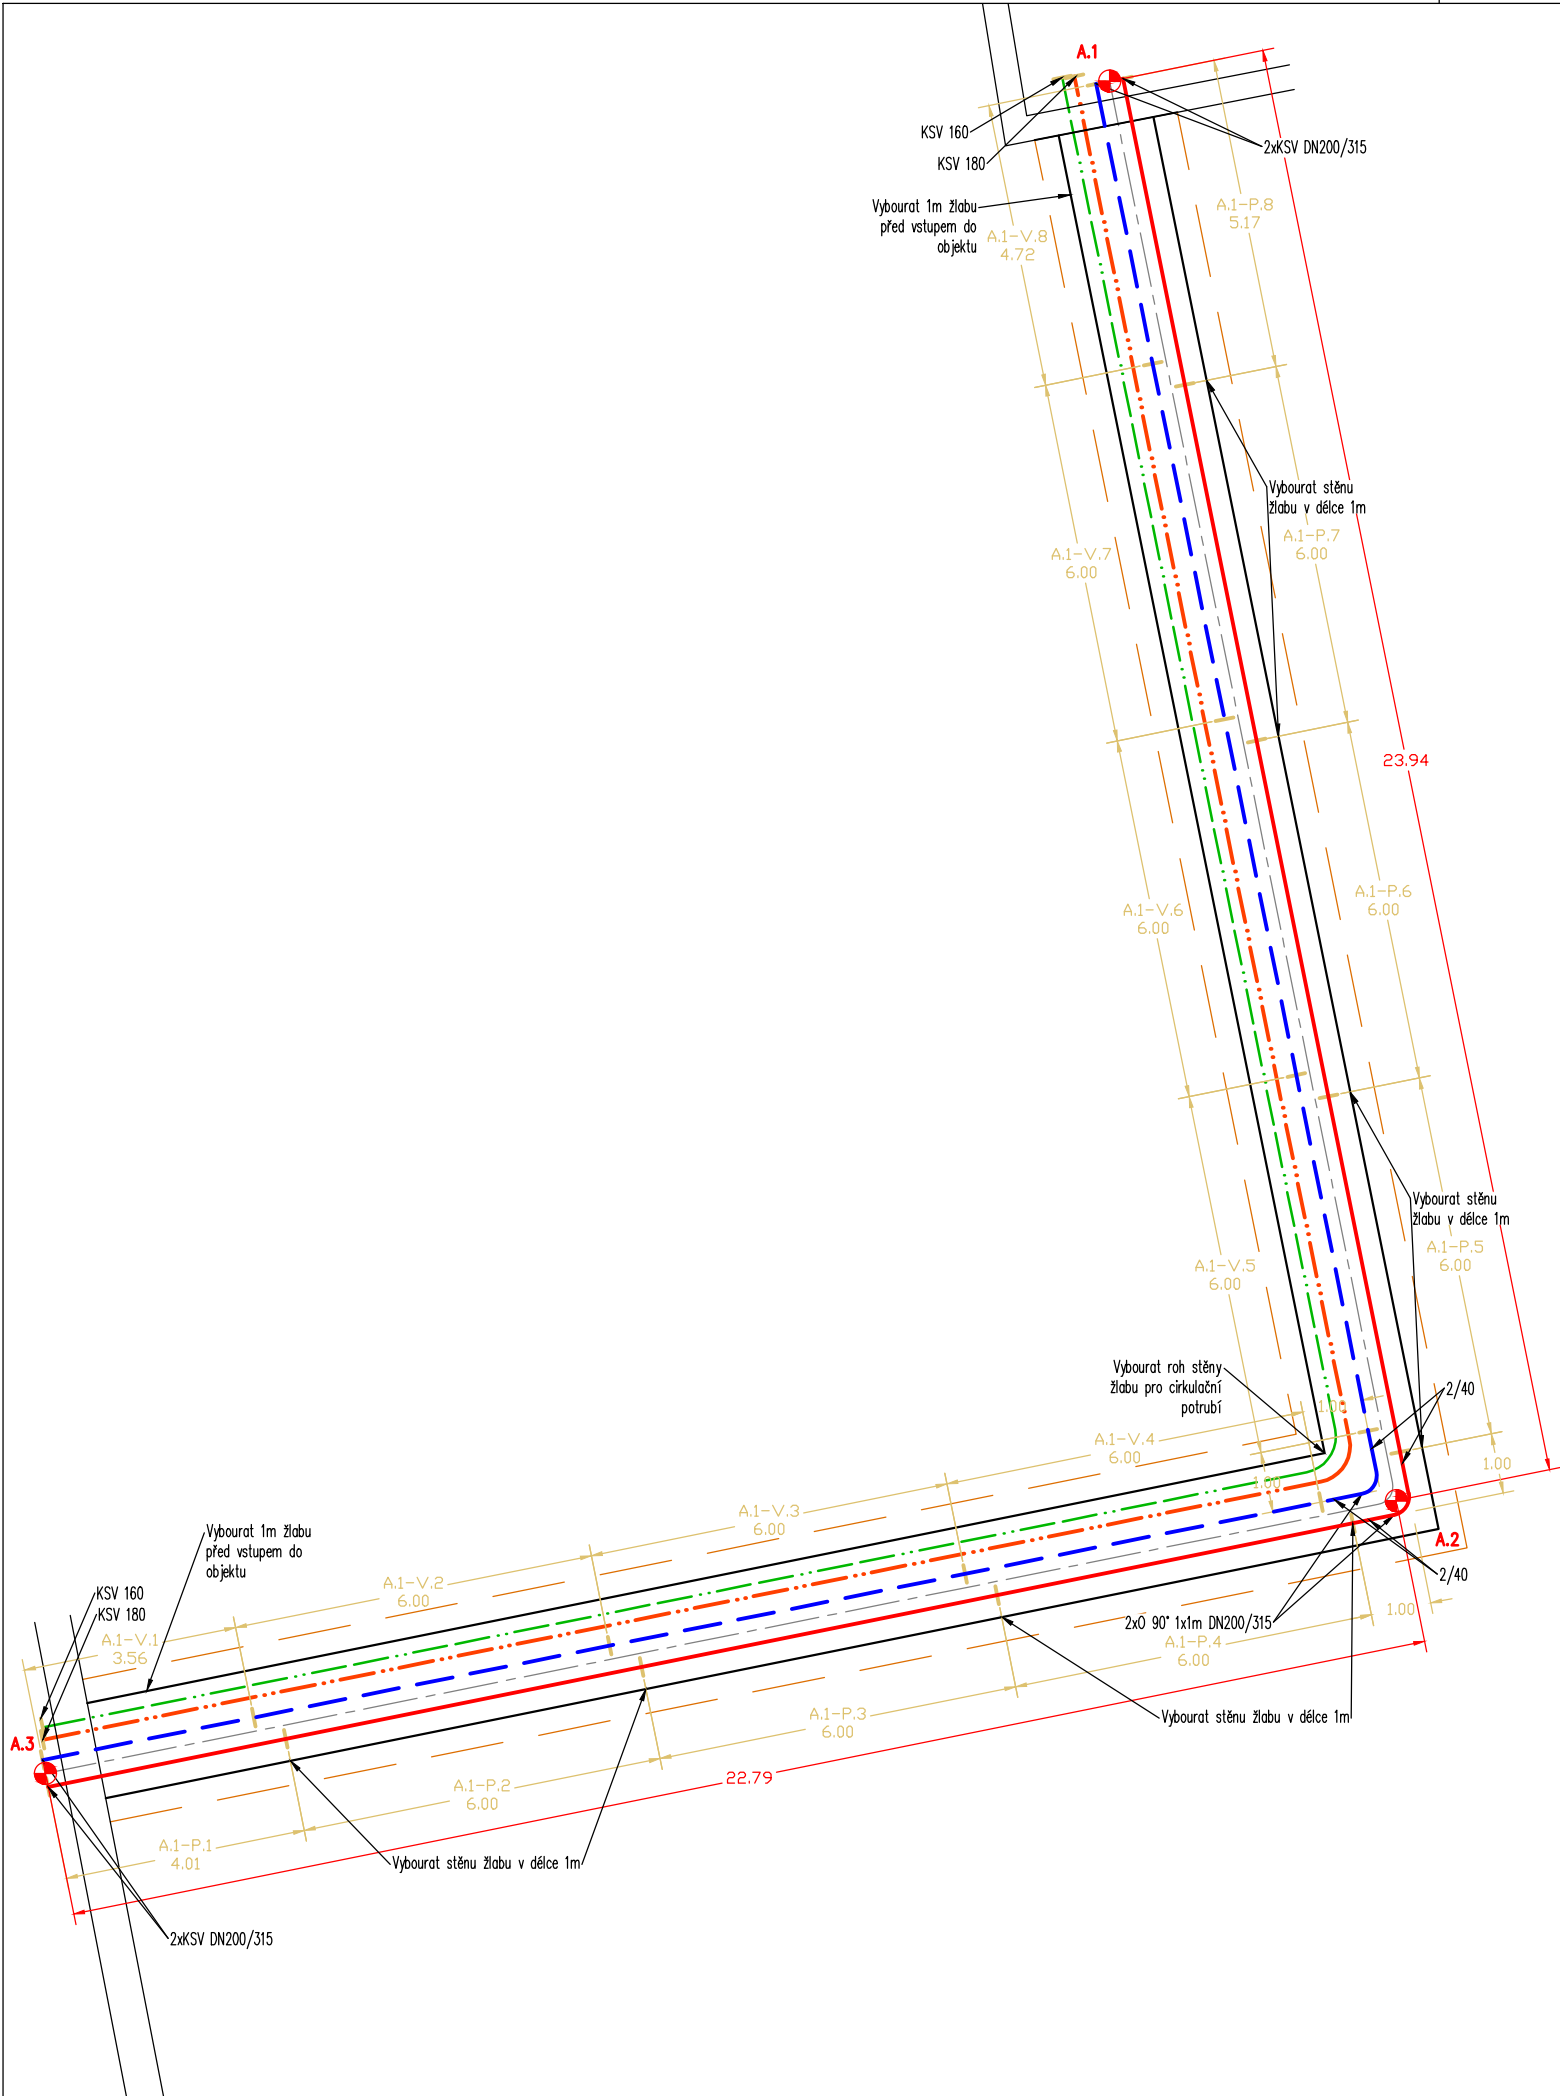 A.1
KSV 160
KSV 180
2xKSV DN200/315
Vybourat 1m žlabu
před vstupem do
objektu
A.1-V.8
4.72
A.1-P.8
5.17
Vybourat stěnu
žlabu v délce 1m
A.1-P.7
6.00
A.1-V.7
6.00
23.94
A.1-P.6
6.00
A.1-V.6
6.00
Vybourat stěnu
žlabu v délce 1m
A.1-P.5
6.00
A.1-V.5
6.00
Vybourat roh stěny
žlabu pro cirkulační
potrubí
2/40
1.00
A.1-V.4
6.00
1.00
1.00
A.1-V.3
6.00
A.2
Vybourat 1m žlabu
před vstupem do
objektu
2/40
A.1-V.2
6.00
KSV 160
KSV 180
1.00
2xO 90° 1x1m DN200/315
A.1-V.1
3.56
A.1-P.4
6.00
A.3
Vybourat stěnu žlabu v délce 1m
A.1-P.3
6.00
22.79
A.1-P.2
6.00
A.1-P.1
4.01
Vybourat stěnu žlabu v délce 1m
2xKSV DN200/315